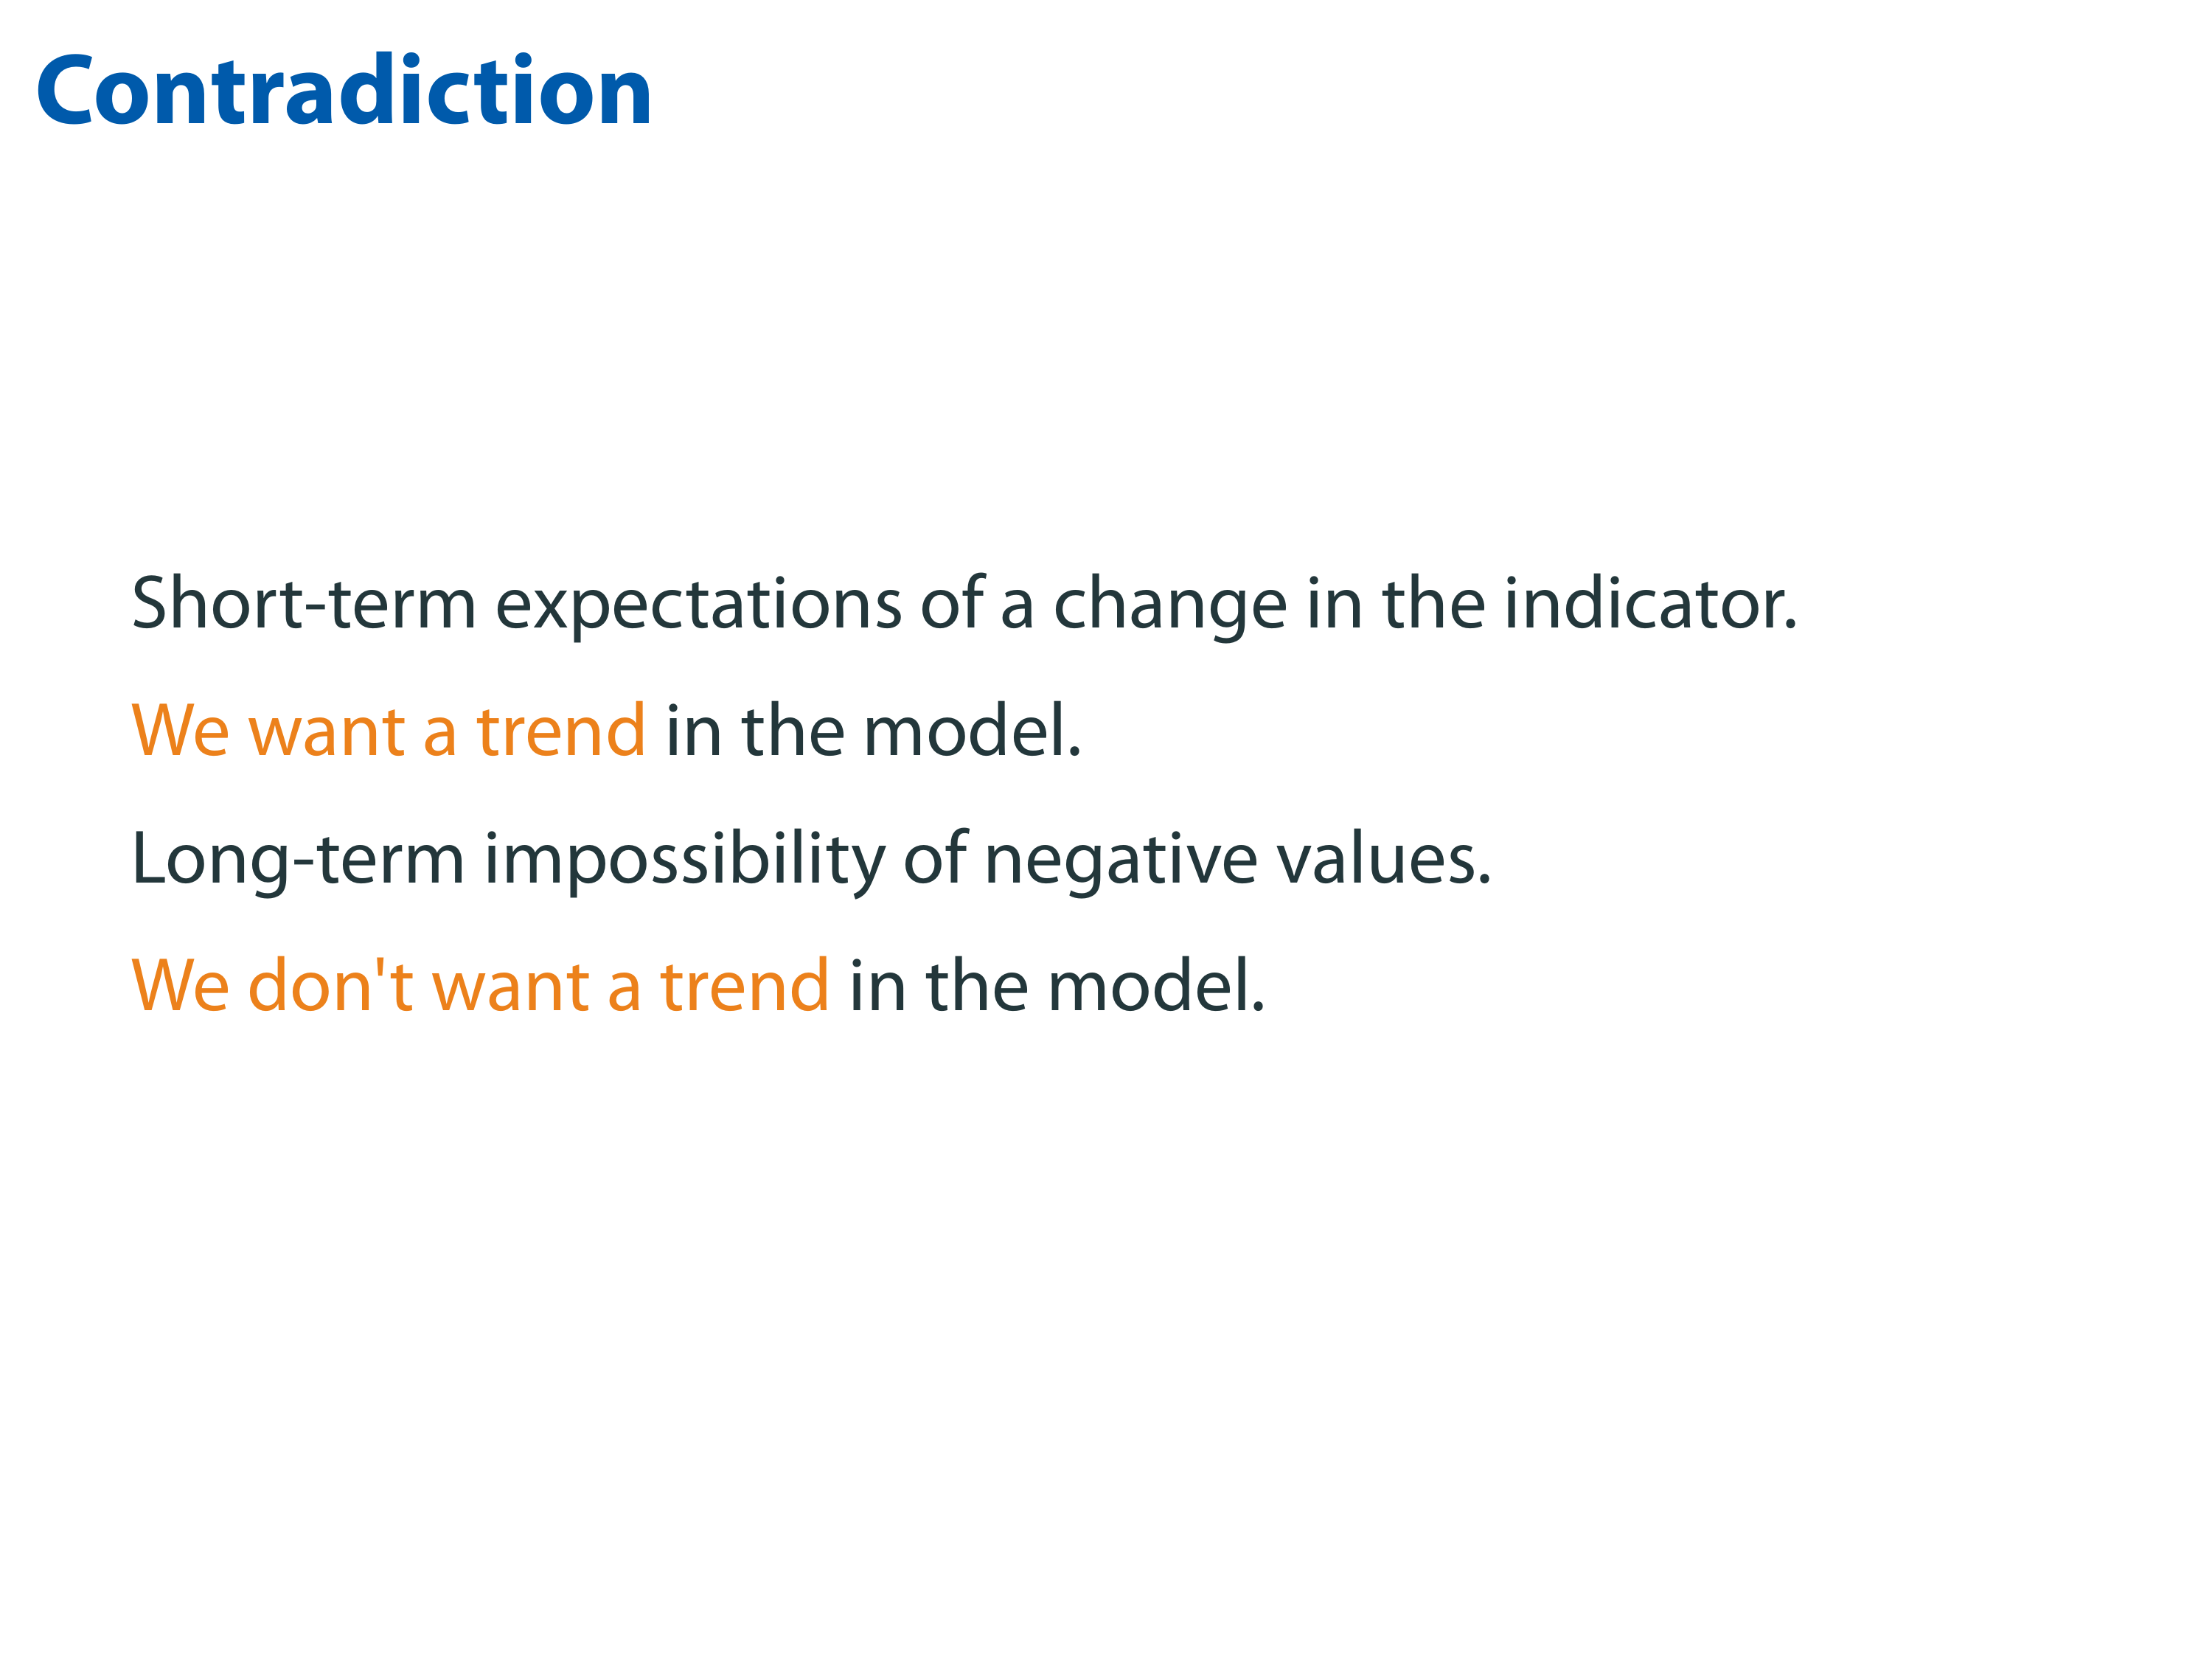 Contradiction
Short-term expectations of a change in the indicator.
We want a trend in the model.
Long-term impossibility of negative values.
We don't want a trend in the model.